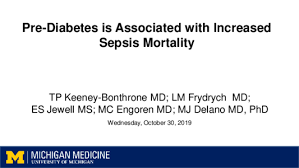 Pre-Diabetes is Associated with Increased
Sepsis Mortality
TP Keeney-Bonthrone MD; LM Frydrych MD;
ES Jewell MS; MC Engoren MD; MJ Delano MD, PhD
Wednesday, October 30, 2019
M
MICHIGAN MEDICINE
UNIVERSITY OF MICHIGAN